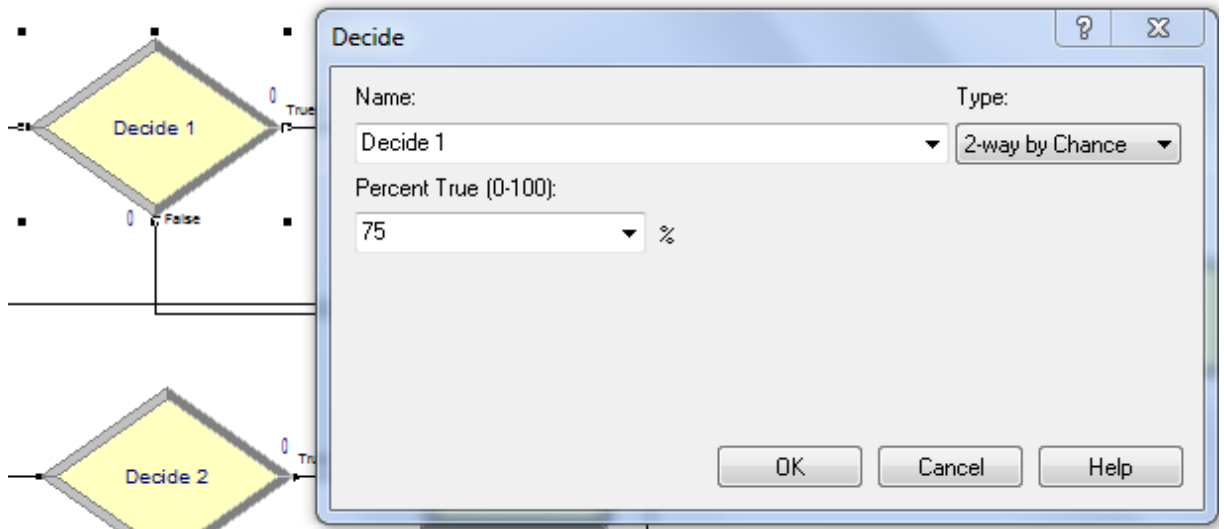 Decide
Name:
Type:
Decide 1
2-way by Chance
Percent True (0-100):
75
%
OK
Cancel
Help
Decide 1
0
True
0
False
Decide 2
0